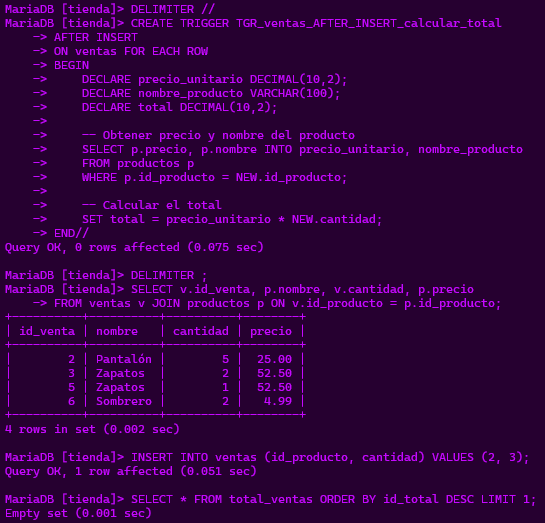 MariaDB [tienda]> DELIMITER //
MariaDB [tienda]> CREATE TRIGGER TGR_ventas_AFTER_INSERT_calcular_total
    -> AFTER INSERT
    -> ON ventas FOR EACH ROW
    -> BEGIN
    ->     DECLARE precio_unitario DECIMAL(10,2);
    ->     DECLARE nombre_producto VARCHAR(100);
    ->     DECLARE total DECIMAL(10,2);
    ->
    ->     -- Obtener precio y nombre del producto
    ->     SELECT p.precio, p.nombre INTO precio_unitario, nombre_producto
    ->     FROM productos p
    ->     WHERE p.id_producto = NEW.id_producto;
    ->
    ->     -- Calcular el total
    ->     SET total = precio_unitario * NEW.cantidad;
    -> END//
Query OK, 0 rows affected (0.075 sec)

MariaDB [tienda]> DELIMITER ;
MariaDB [tienda]> SELECT v.id_venta, p.nombre, v.cantidad, p.precio
    -> FROM ventas v JOIN productos p ON v.id_producto = p.id_producto;
+----------+----------+----------+--------+
| id_venta | nombre   | cantidad | precio |
+----------+----------+----------+--------+
|        2 | Pantalón |        5 |  25.00 |
|        3 | Zapatos  |        2 |  52.50 |
|        5 | Zapatos  |        1 |  52.50 |
|        6 | Sombrero |        2 |   4.99 |
+----------+----------+----------+--------+
4 rows in set (0.002 sec)

MariaDB [tienda]> INSERT INTO ventas (id_producto, cantidad) VALUES (2, 3);
Query OK, 1 row affected (0.051 sec)

MariaDB [tienda]> SELECT * FROM total_ventas ORDER BY id_total DESC LIMIT 1;
Empty set (0.001 sec)